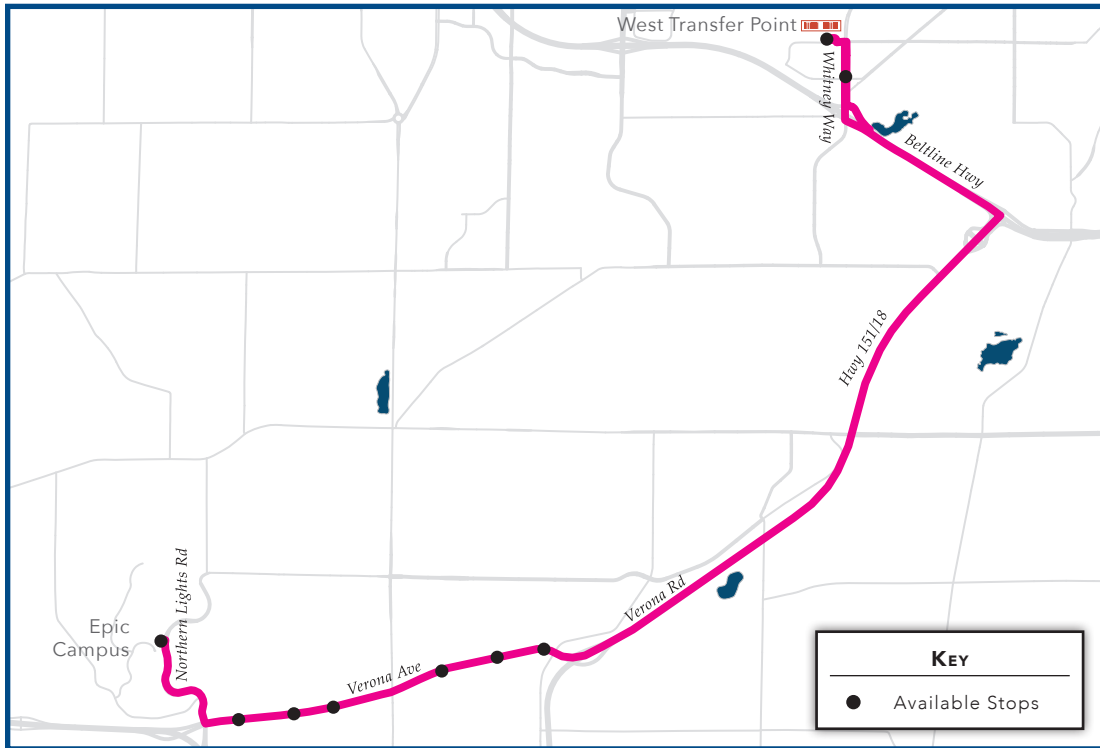 West Transfer Point
Whitney Way
Beltline Hwy
Hwy 151/18
Verona Rd
Northern Lights Rd
Epic
Campus
Verona Ave
KEY
Available Stops